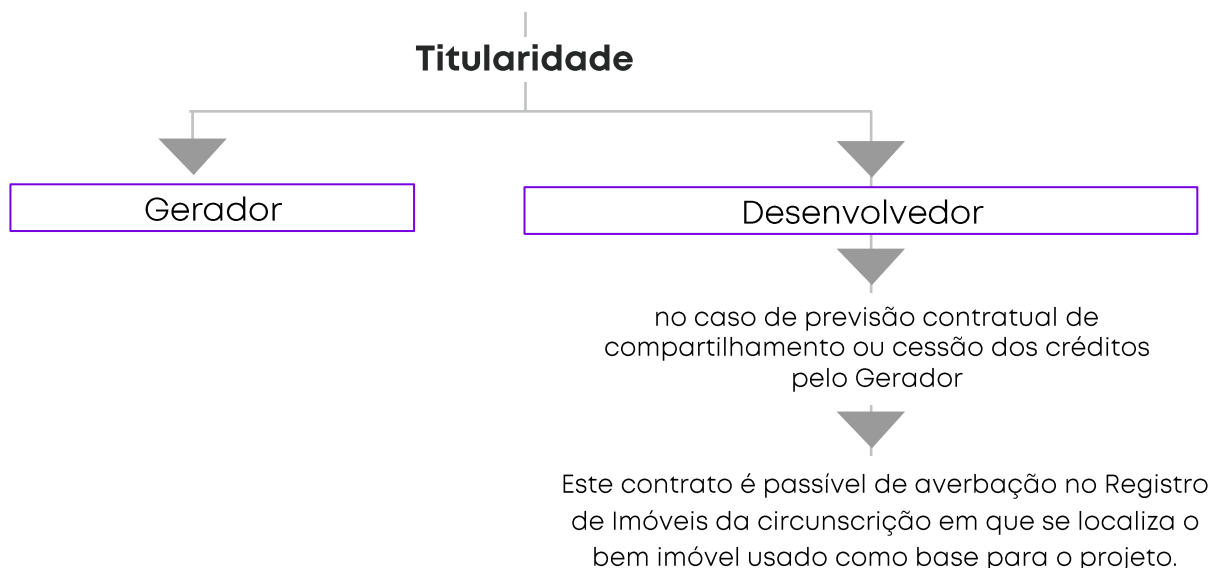 Titularidade
Gerador
Desenvolvedor
no caso de previsão contratual de
compartilhamento ou cessão dos créditos
pelo Gerador
Este contrato é passível de averbação no Registro
de Imóveis da circunscrição em que se localiza o
bem imóvel usado como base para o projeto.